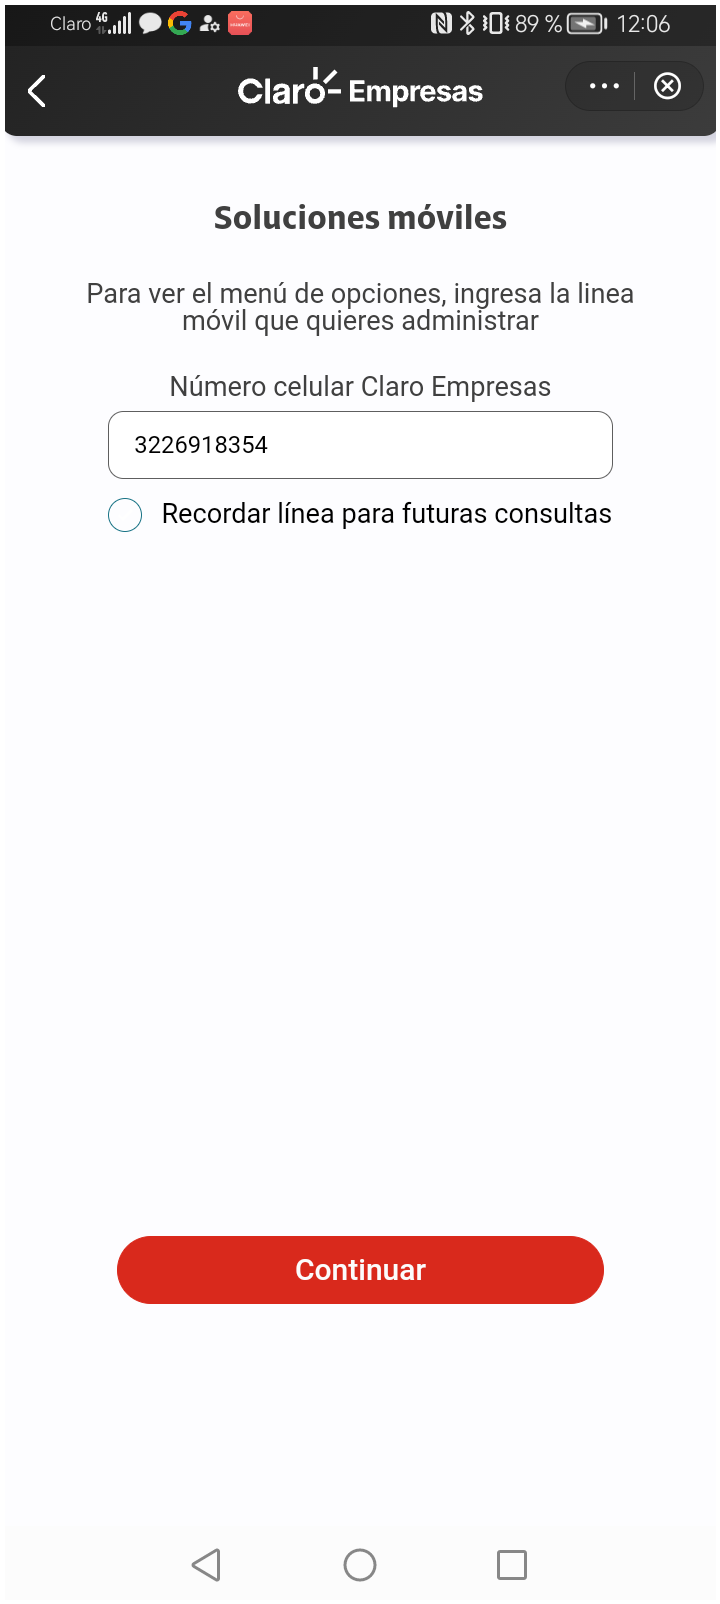 Claro 4G 89 % 12:06
Claro Empresas
Soluciones móviles
Para ver el menú de opciones, ingresa la linea
móvil que quieres administrar
Número celular Claro Empresas
3226918354
Recordar línea para futuras consultas
Continuar